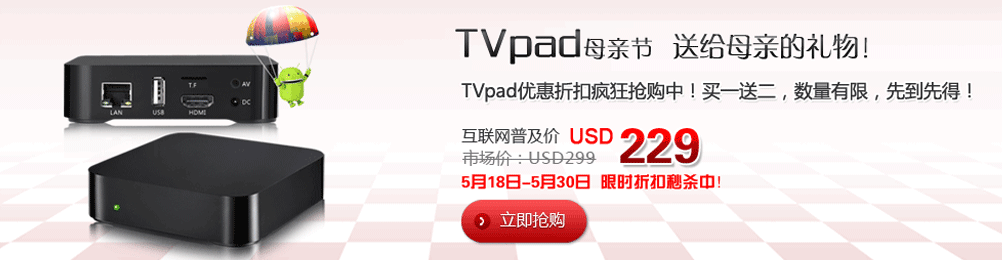 TVpad母亲节 送给母亲的礼物!
TVpad优惠折扣疯狂抢购中!买一送二,数量有限,先到先得!
互联网普及价 USD 229
市场价:USD299
5月18日-5月30日 限时折扣秒杀中!
立即抢购
T.F
AV
DC
LAN
USB
HDMI